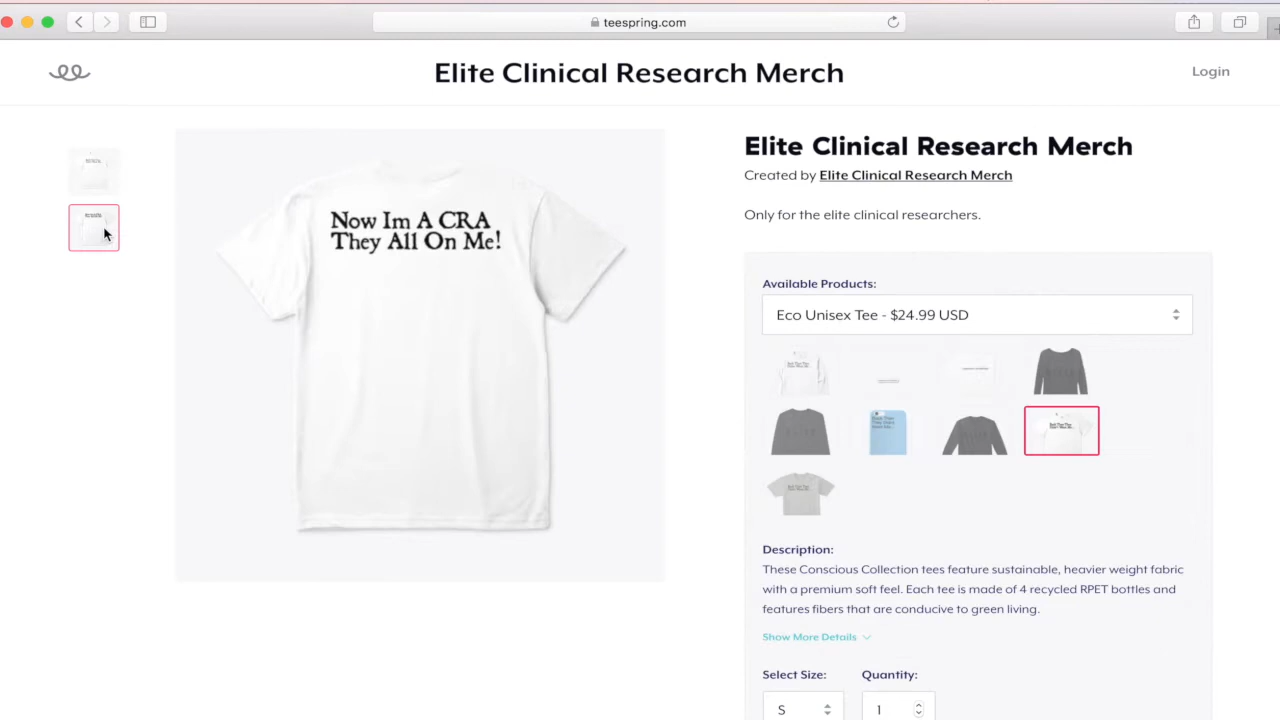 teespring.com
Elite Clinical Research Merch
Login
Elite Clinical Research Merch
Created by Elite Clinical Research Merch
Only for the elite clinical researchers.
Now Im A CRA
They All On Me!
Available Products:
Eco Unisex Tee - $24.99 USD
Description:
These Conscious Collection tees feature sustainable, heavier weight fabric
with a premium soft feel. Each tee is made of 4 recycled RPET bottles and
features fibers that are conducive to green living.
Show More Details
Select Size:
Quantity:
S
1